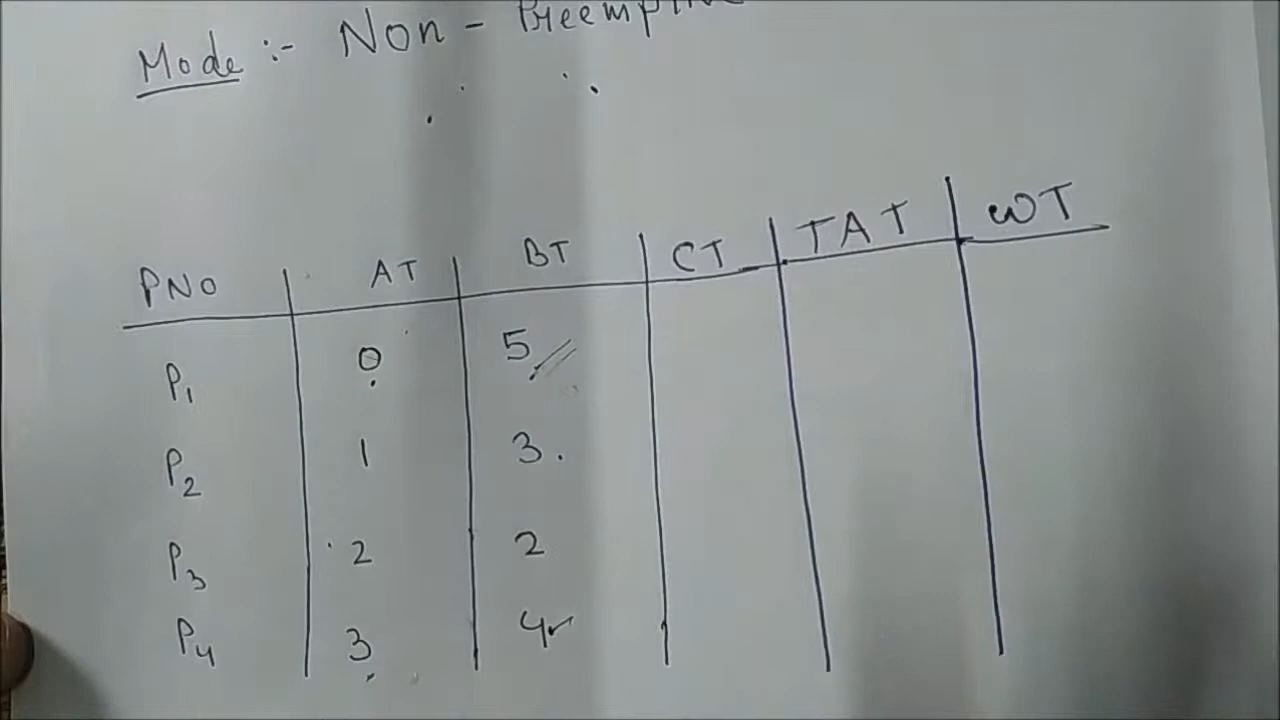 Mode :- Non - Preemptive
PNO AT BT CT TAT WT
P1 0 5
P2 1 3
P3 2 2
P4 3 4